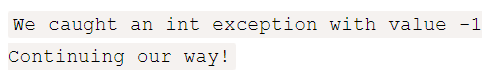 We caught an int exception with value -1
Continuing our way!